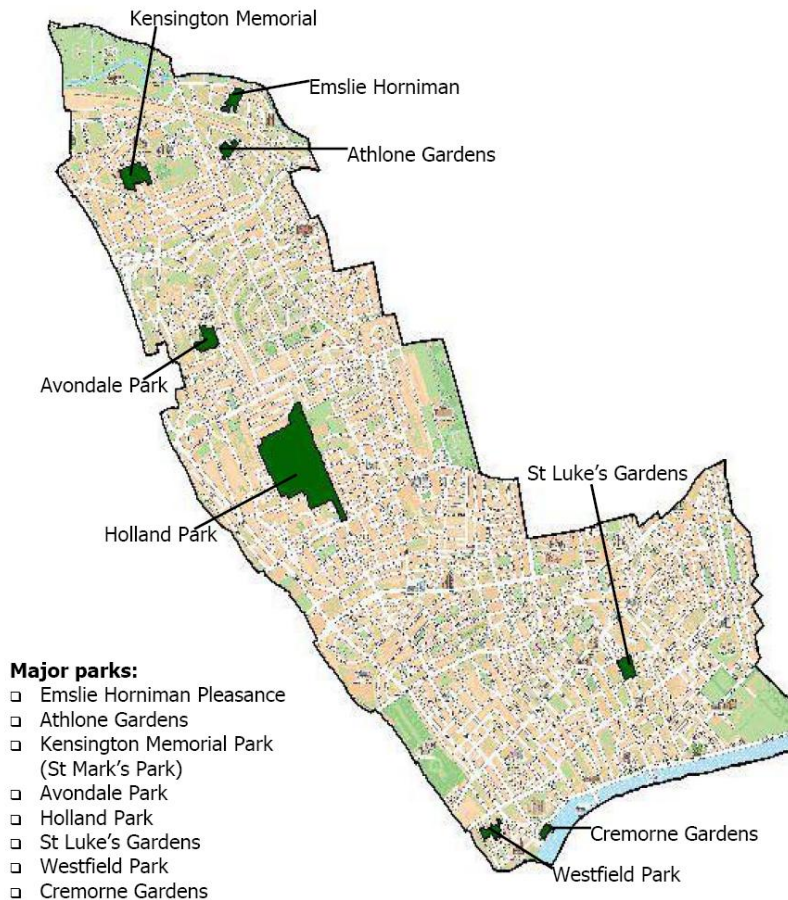 Kensington Memorial
Emslie Horniman
Athlone Gardens
Avondale Park
St Luke's Gardens
Holland Park
Major parks:
Emslie Horniman Pleasance
Athlone Gardens
Kensington Memorial Park
(St Mark's Park)
Avondale Park
Holland Park
St Luke's Gardens
Westfield Park
Cremorne Gardens
Cremorne Gardens
Westfield Park